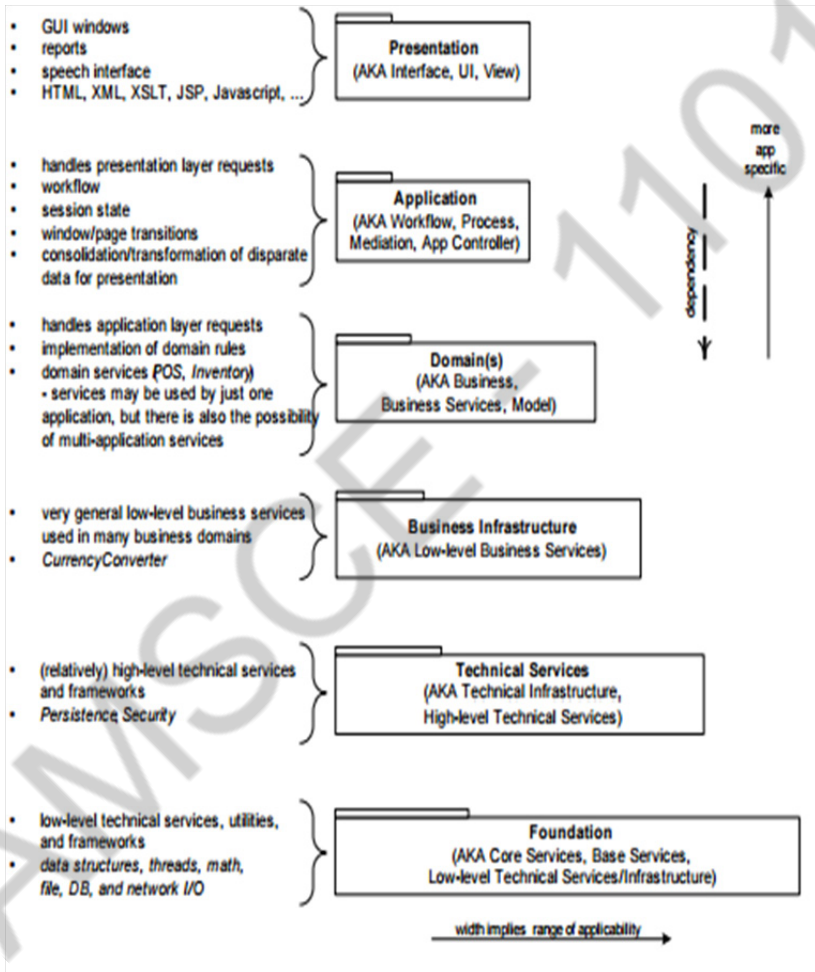 • GUI windows
• reports
• speech interface
• HTML, XML, XSLT, JSP, Javascript, ...
Presentation
(AKA Interface, UI, View)
more
app
specific
dependency
• handles presentation layer requests
• workflow
• session state
• window/page transitions
• consolidation/transformation of disparate
data for presentation
Application
(AKA Workflow, Process,
Mediation, App Controller)
• handles application layer requests
• implementation of domain rules
• domain services (POS, Inventory)
- services may be used by just one
application, but there is also the possibility
of multi-application services
Domain(s)
(AKA Business,
Business Services, Model)
• very general low-level business services
used in many business domains
• CurrencyConverter
Business Infrastructure
(AKA Low-level Business Services)
• (relatively) high-level technical services
and frameworks
• Persistence, Security
Technical Services
(AKA Technical Infrastructure,
High-level Technical Services)
• low-level technical services, utilities,
and frameworks
• data structures, threads, math,
file, DB, and network I/O
Foundation
(AKA Core Services, Base Services,
Low-level Technical Services/Infrastructure)
width implies range of applicability
AMSCE - 1101